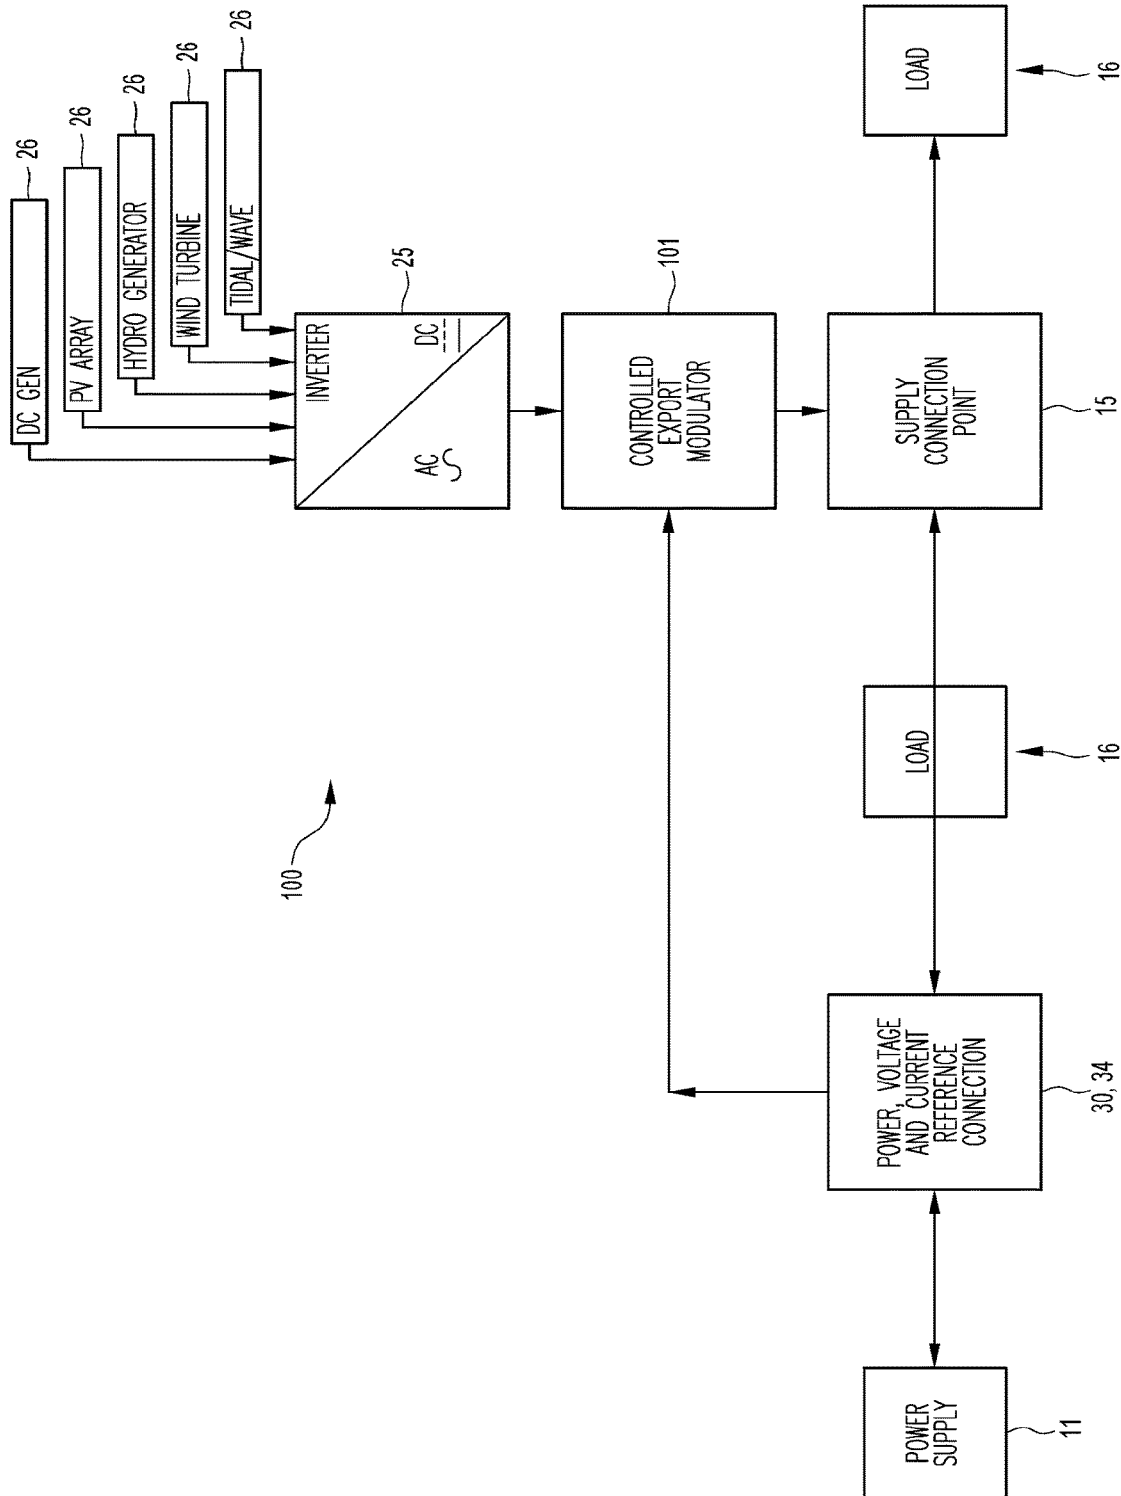 DC GEN
26
PV ARRAY
26
HYDRO GENERATOR
26
WIND TURBINE
26
TIDAL/WAVE
26
INVERTER
AC
DC
25
100
CONTROLLED
EXPORT
MODULATOR
101
POWER
SUPPLY
11
POWER, VOLTAGE
AND CURRENT
REFERENCE
CONNECTION
30, 34
LOAD
16
SUPPLY
CONNECTION
POINT
15
LOAD
16